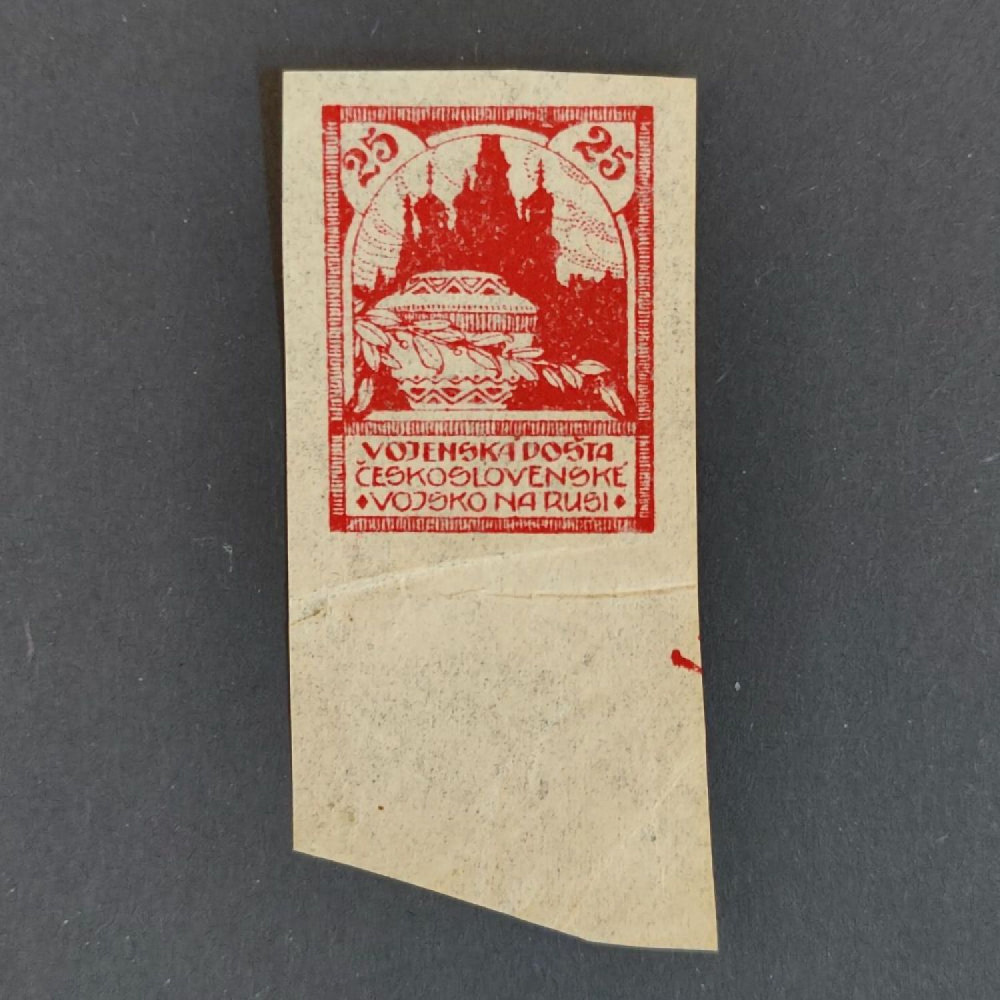 25 25
VOJENSKÁ POŠTA
ČESKOSLOVENSKÉ
VOJSKO NA RUSI